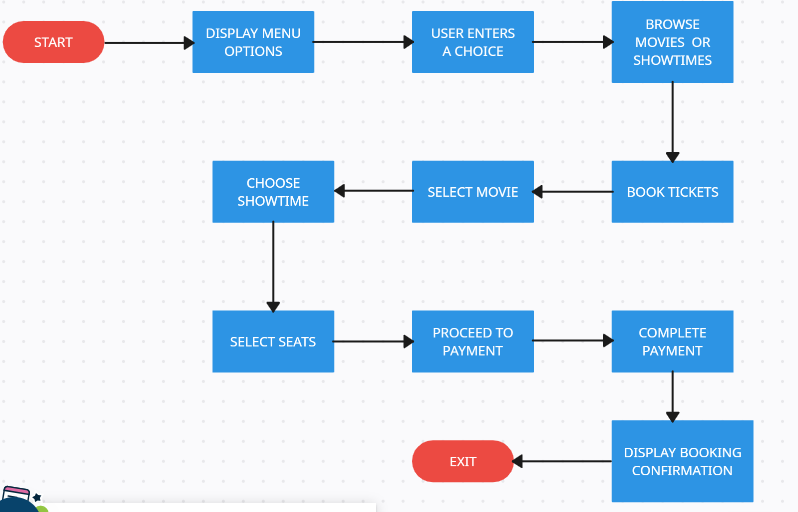 START
DISPLAY MENU
OPTIONS
USER ENTERS
A CHOICE
BROWSE
MOVIES OR
SHOWTIMES
CHOOSE
SHOWTIME
SELECT MOVIE
BOOK TICKETS
SELECT SEATS
PROCEED TO
PAYMENT
COMPLETE
PAYMENT
EXIT
DISPLAY BOOKING
CONFIRMATION